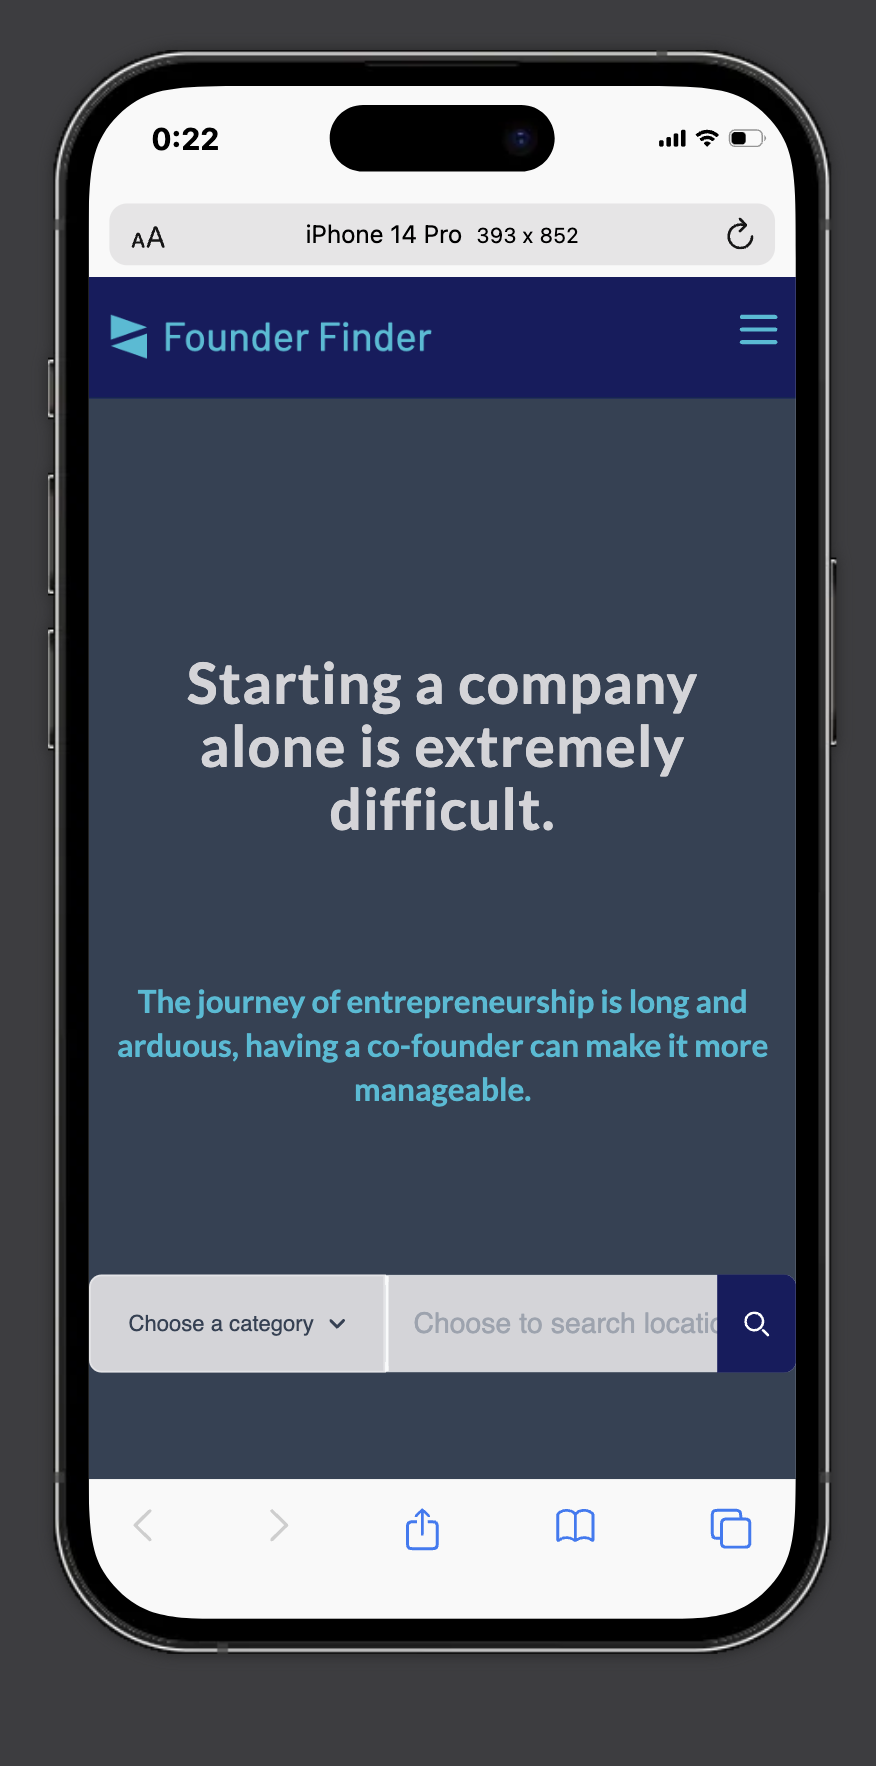 0:22
AA iPhone 14 Pro 393 x 852
Founder Finder
Starting a company
alone is extremely
difficult.
The journey of entrepreneurship is long and
arduous, having a co-founder can make it more
manageable.
Choose a category Choose to search locatic